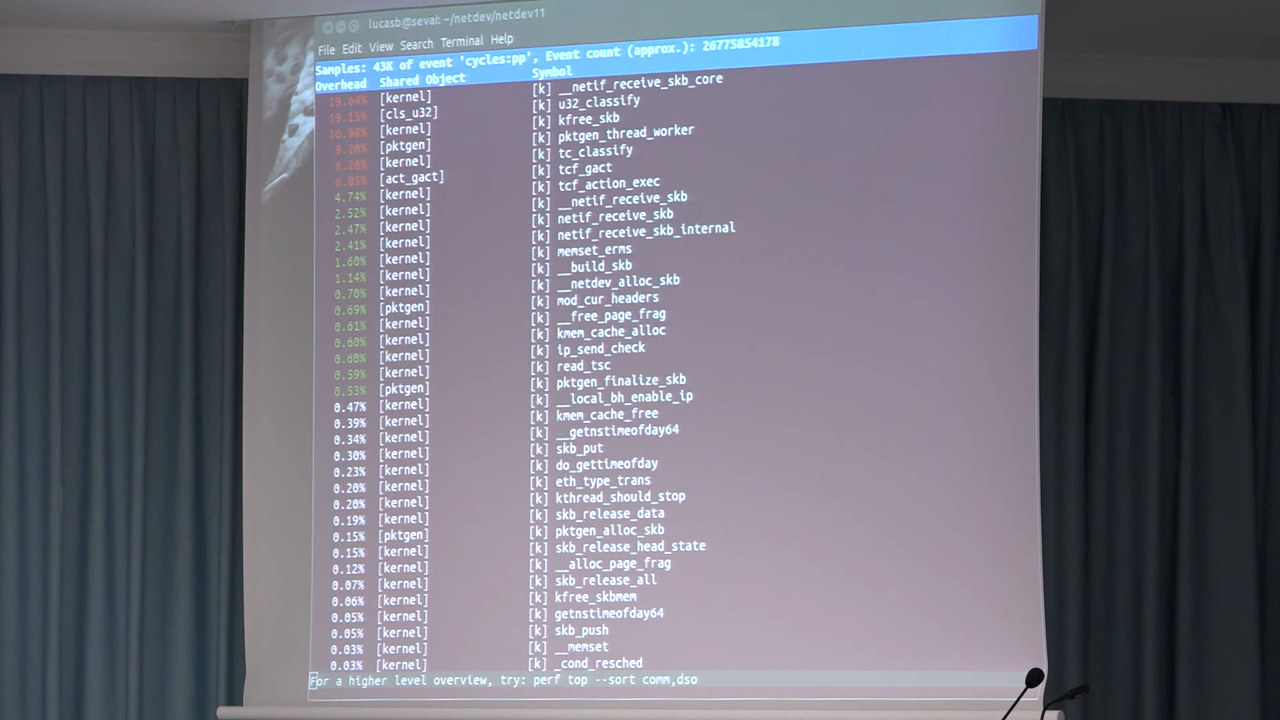 lucasb@sevai: ~/netdev/netdev11
File Edit View Search Terminal Help
Samples: 43K of event 'cycles:pp', Event count (approx.): 26775854178
Overhead Shared Object Symbol
19.64% [kernel] [k] __netif_receive_skb_core
19.15% [cls_u32] [k] u32_classify
16.98% [kernel] [k] kfree_skb
9.20% [pktgen] [k] pktgen_thread_worker
6.28% [kernel] [k] tc_classify
6.05% [act_gact] [k] tcf_gact
4.74% [kernel] [k] tcf_action_exec
2.52% [kernel] [k] __netif_receive_skb
2.47% [kernel] [k] netif_receive_skb
2.41% [kernel] [k] netif_receive_skb_internal
1.60% [kernel] [k] memset_erms
1.14% [kernel] [k] __build_skb
0.70% [kernel] [k] __netdev_alloc_skb
0.69% [pktgen] [k] mod_cur_headers
0.61% [kernel] [k] __free_page_frag
0.60% [kernel] [k] kmem_cache_alloc
0.60% [kernel] [k] ip_send_check
0.59% [kernel] [k] read_tsc
0.53% [pktgen] [k] pktgen_finalize_skb
0.47% [kernel] [k] __local_bh_enable_ip
0.39% [kernel] [k] kmem_cache_free
0.34% [kernel] [k] __getnstimeofday64
0.30% [kernel] [k] skb_put
0.23% [kernel] [k] do_gettimeofday
0.20% [kernel] [k] eth_type_trans
0.20% [kernel] [k] kthread_should_stop
0.19% [kernel] [k] skb_release_data
0.15% [pktgen] [k] pktgen_alloc_skb
0.15% [kernel] [k] skb_release_head_state
0.12% [kernel] [k] __alloc_page_frag
0.07% [kernel] [k] skb_release_all
0.06% [kernel] [k] kfree_skbmem
0.05% [kernel] [k] getnstimeofday64
0.05% [kernel] [k] skb_push
0.03% [kernel] [k] __memset
0.03% [kernel] [k] _cond_resched
For a higher level overview, try: perf top --sort comm,dso